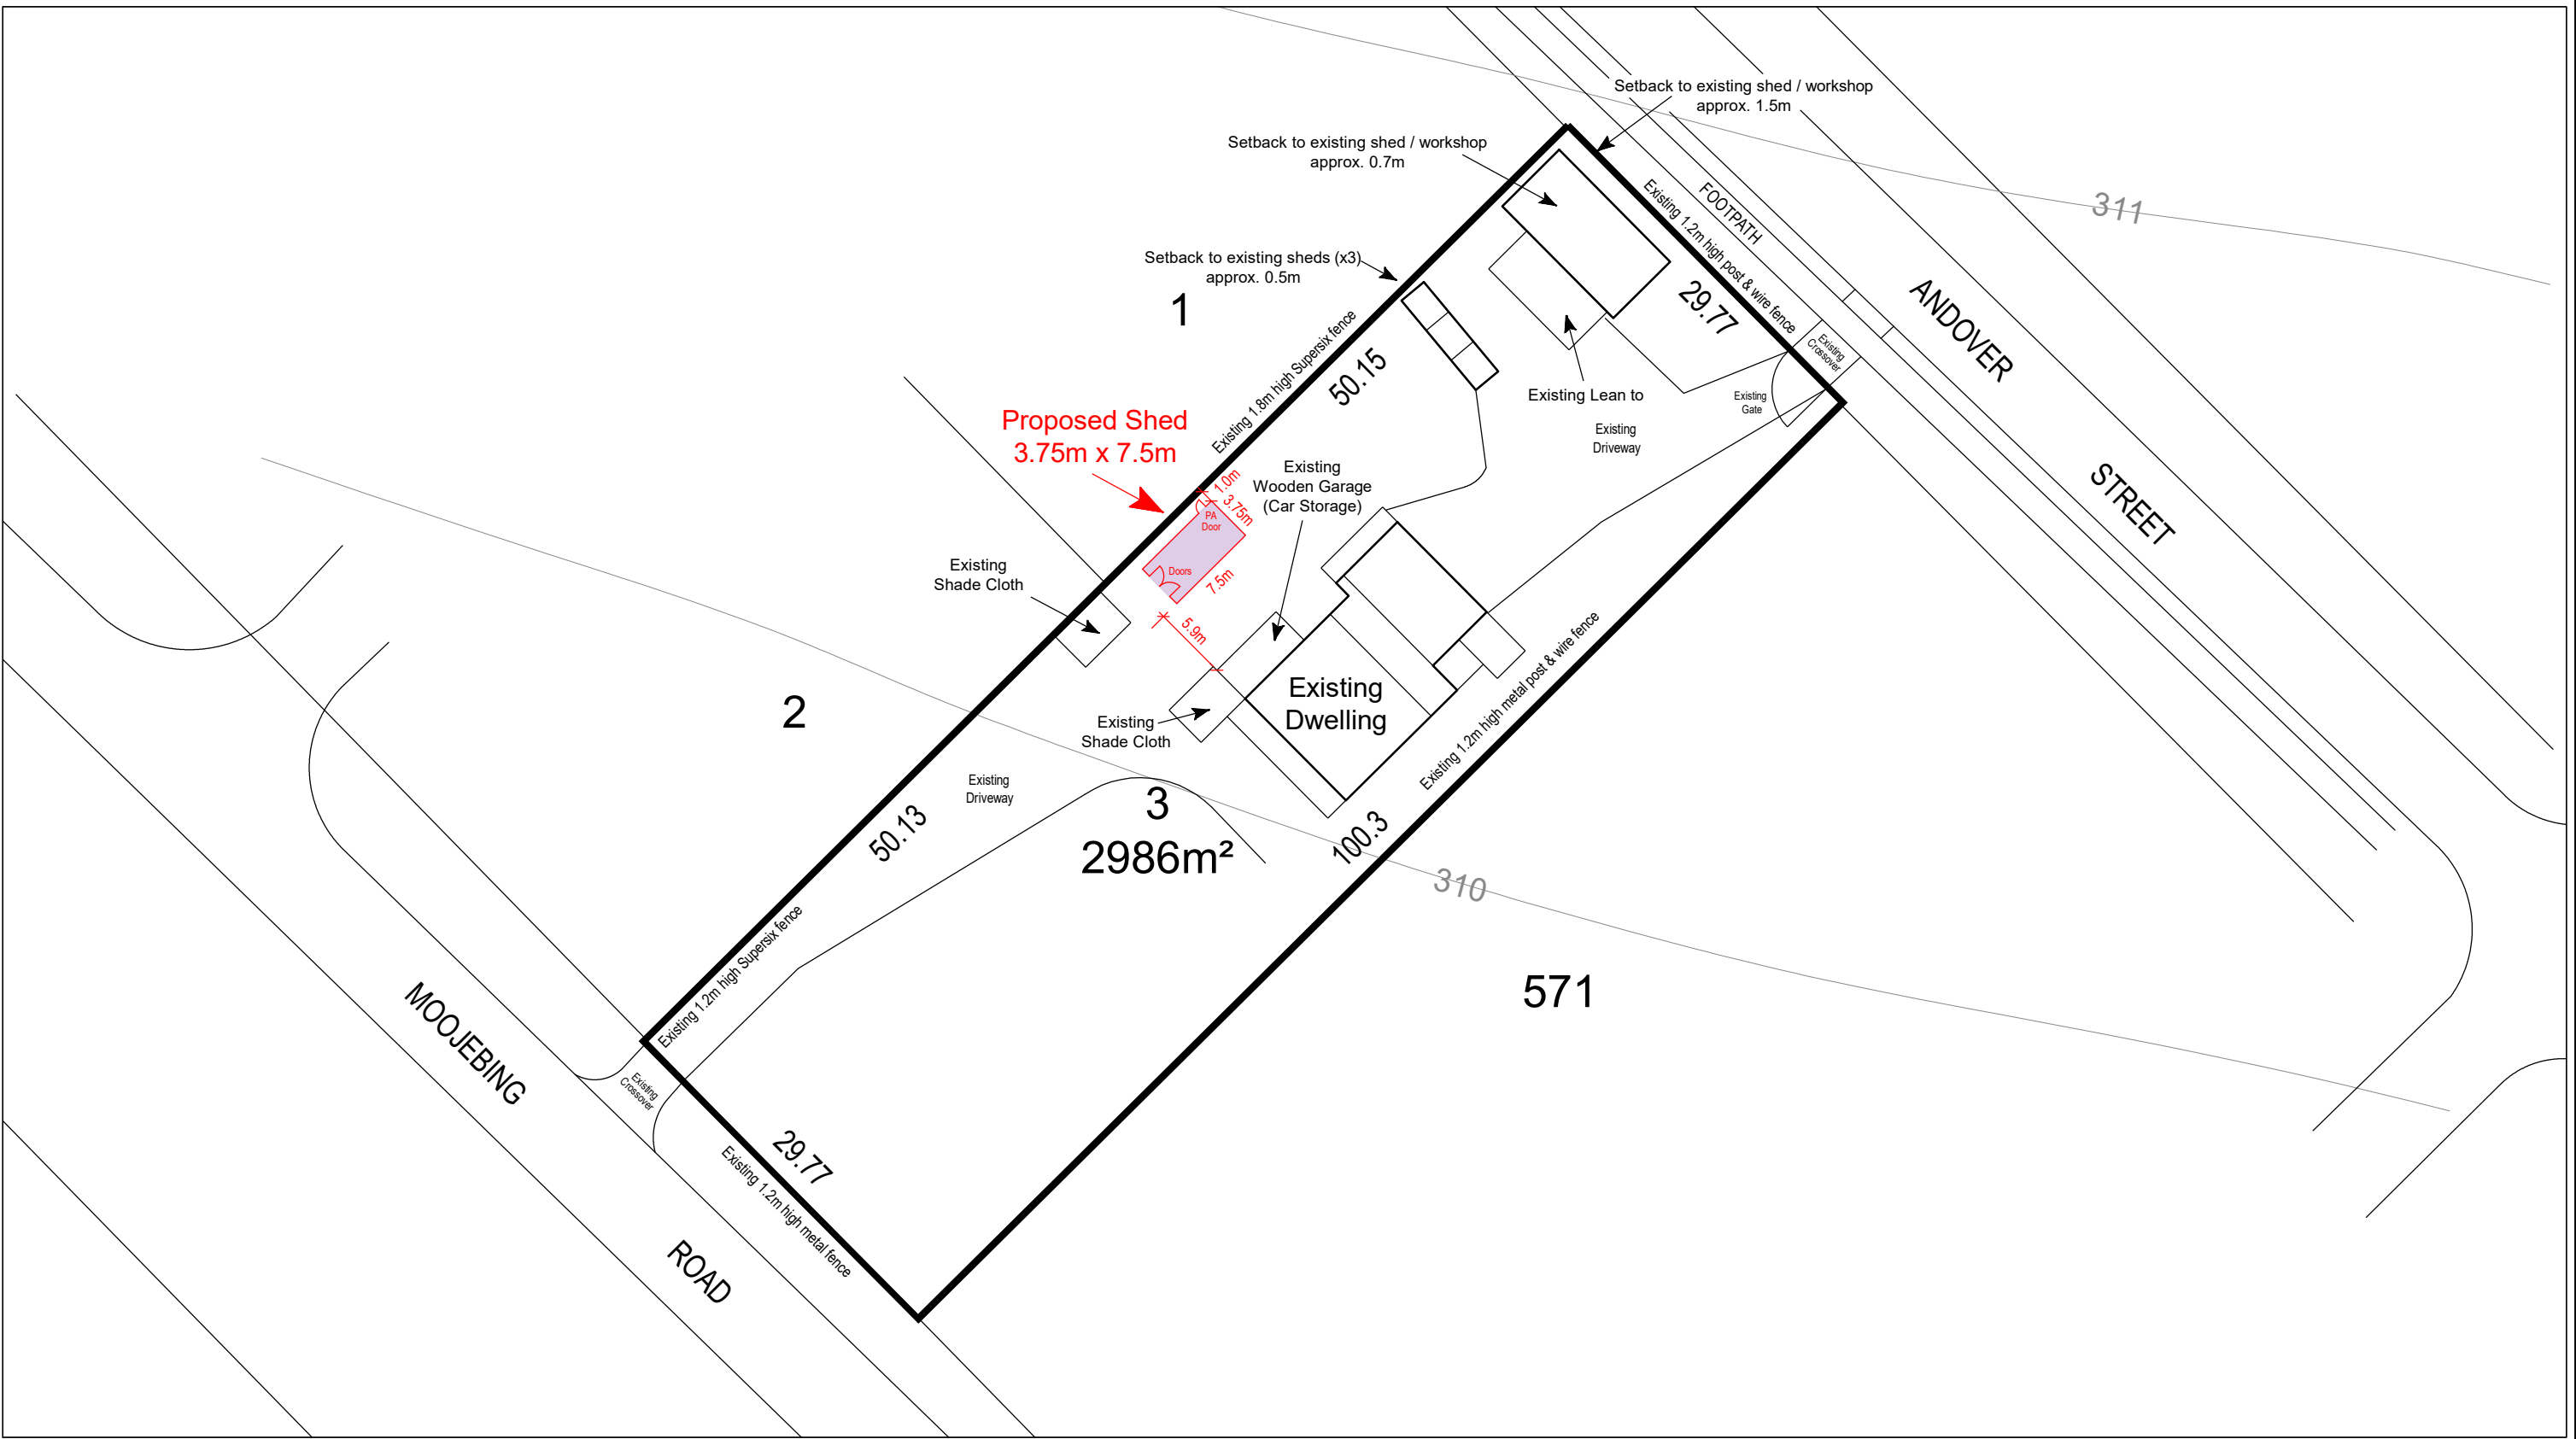 Setback to existing shed / workshop
approx. 1.5m
Setback to existing shed / workshop
approx. 0.7m
Existing 1.2m high post & wire fence
FOOTPATH
311
Setback to existing sheds (x3)
approx. 0.5m
1
29.77
ANDOVER
STREET
Existing 1.8m high Supersix fence
50.15
Existing
Crossover
Existing Lean to
Existing
Gate
Existing
Driveway
Proposed Shed
3.75m x 7.5m
1.0m
3.75m
PA
Door
Doors
7.5m
Existing
Wooden Garage
(Car Storage)
Existing
Shade Cloth
5.9m
Existing
Dwelling
Existing 1.2m high metal post & wire fence
2
Existing
Shade Cloth
Existing
Driveway
3
2986m²
50.13
100.3
310
571
Existing 1.2m high Supersix fence
MOOJEBING
ROAD
Existing
Crossover
29.77
Existing 1.2m high metal fence